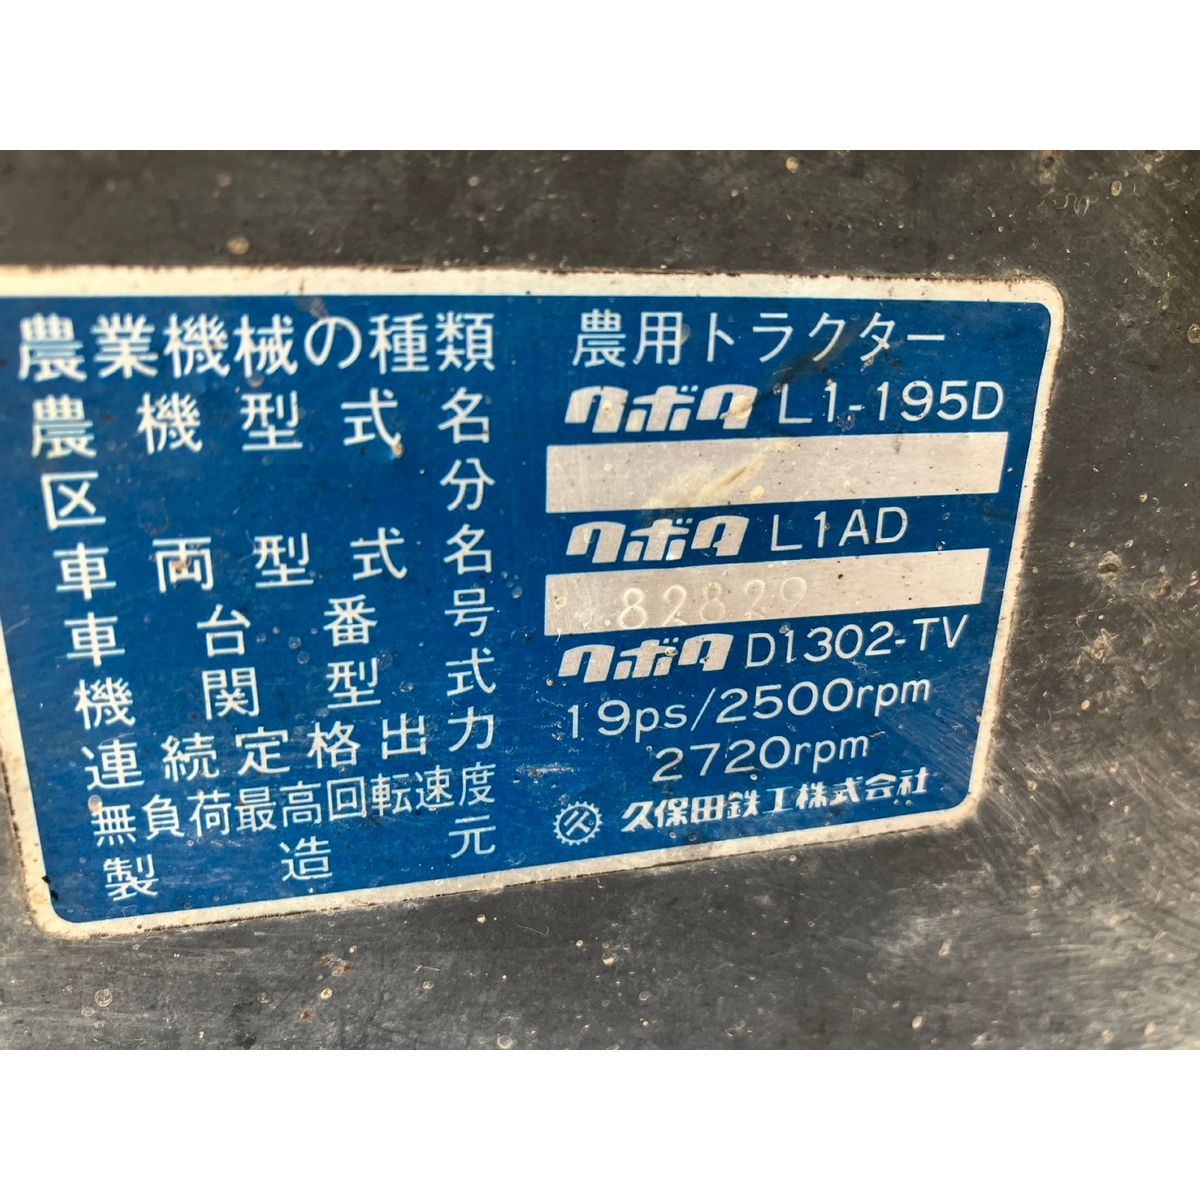 農業機械の種類 農用トラクター
農機型式名 クボタ L1-195D
区分
車両型式名 クボタ L1AD
車台番号 82829
機関型式 クボタ D1302-TV
連続定格出力 19ps/2500rpm
無負荷最高回転速度 2720rpm
製造元 久保田鉄工株式会社